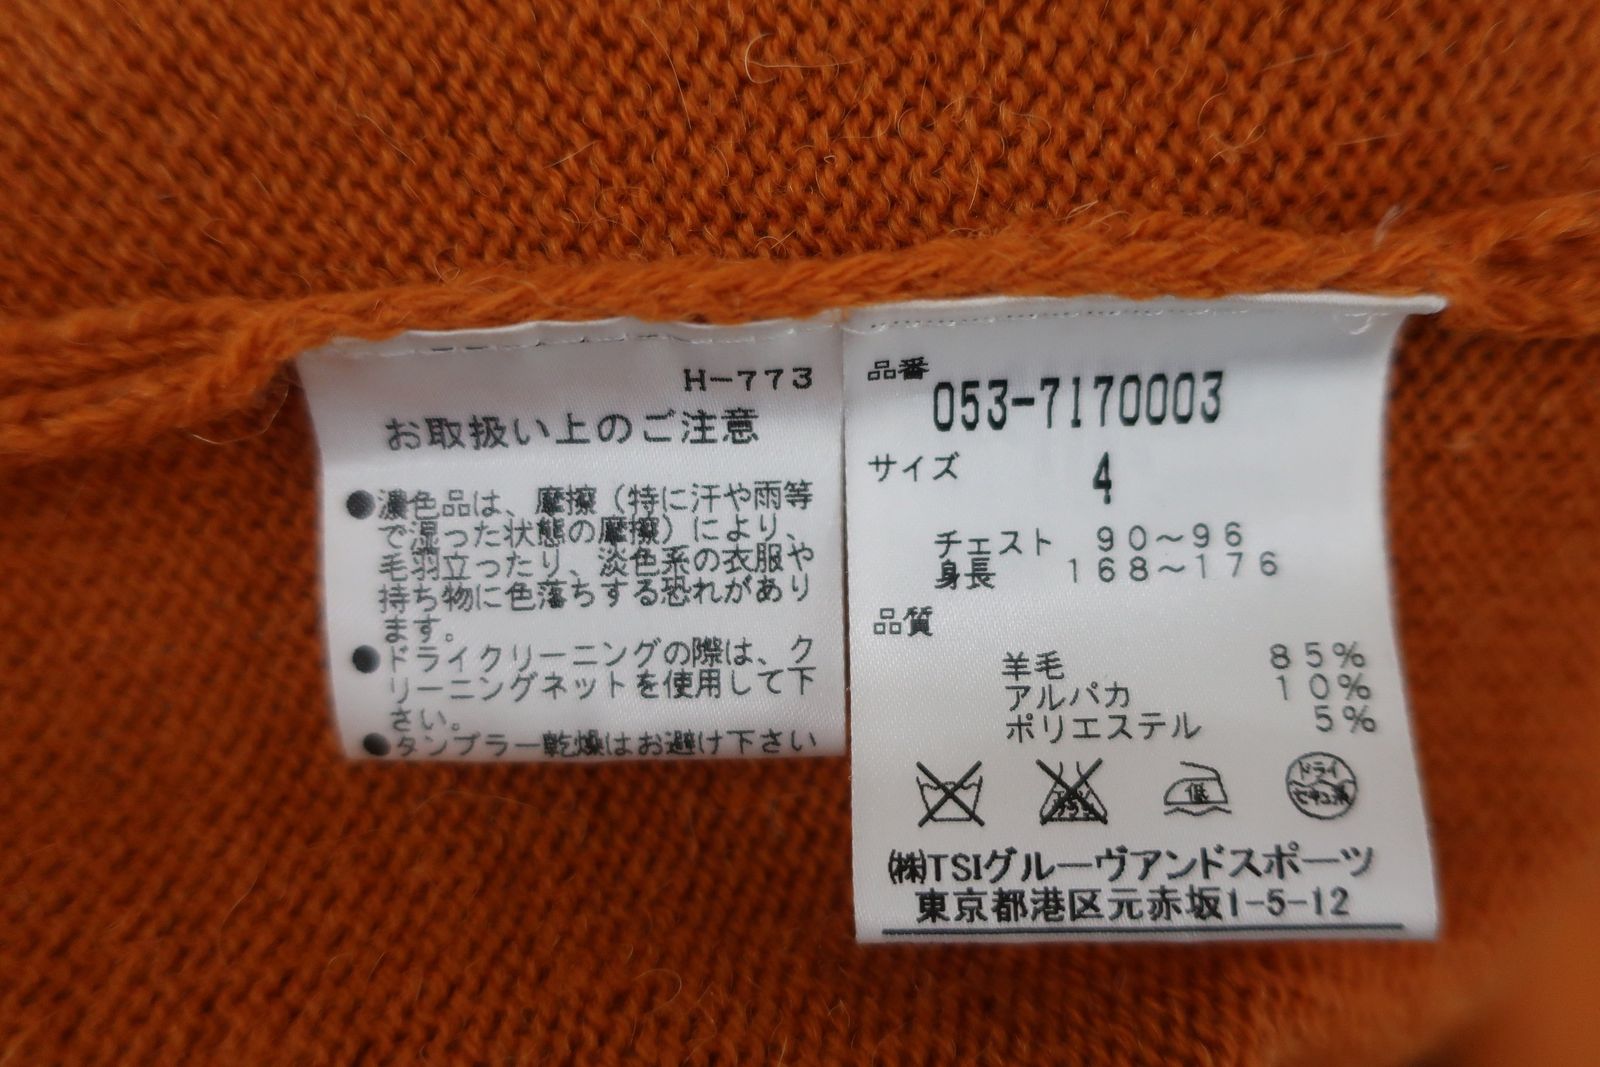 H-773
お取扱い上のご注意
●濃色品は、摩擦(特に汗や雨等
で湿った状態の摩擦)により、
毛羽立ったり、淡色系の衣服や
持ち物に色落ちする恐れがあり
ます。
●ドライクリーニングの際は、ク
リーニングネットを使用して下
さい。
●タンブラー乾燥はお避け下さい
品番
053-7170003
サイズ 4
チェスト 90~96
身長 168~176
品質
羊毛 85%
アルパカ 10%
ポリエステル 5%
低
ドライ
セキユ系
㈱TSIグルーヴアンドスポーツ
東京都港区元赤坂1-5-12